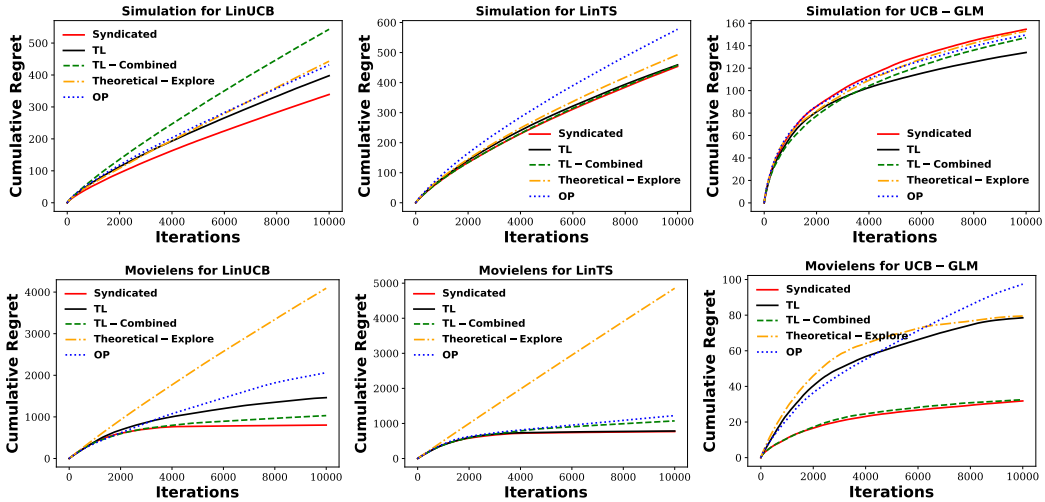 Simulation for LinUCB
Cumulative Regret
500
400
300
200
100
0
Syndicated
TL
TL−Combined
Theoretical−Explore
OP
0 2000 4000 6000 8000 10000
Iterations
Simulation for LinTS
Cumulative Regret
600
500
400
300
200
100
0
Syndicated
TL
TL−Combined
Theoretical−Explore
OP
0 2000 4000 6000 8000 10000
Iterations
Simulation for UCB−GLM
Cumulative Regret
160
140
120
100
80
60
40
20
0
Syndicated
TL
TL−Combined
Theoretical−Explore
OP
0 2000 4000 6000 8000 10000
Iterations
Movielens for LinUCB
Cumulative Regret
4000
3000
2000
1000
0
Syndicated
TL
TL−Combined
Theoretical−Explore
OP
0 2000 4000 6000 8000 10000
Iterations
Movielens for LinTS
Cumulative Regret
5000
4000
3000
2000
1000
0
Syndicated
TL
TL−Combined
Theoretical−Explore
OP
0 2000 4000 6000 8000 10000
Iterations
Movielens for UCB−GLM
Cumulative Regret
100
80
60
40
20
0
Syndicated
TL
TL−Combined
Theoretical−Explore
OP
0 2000 4000 6000 8000 10000
Iterations